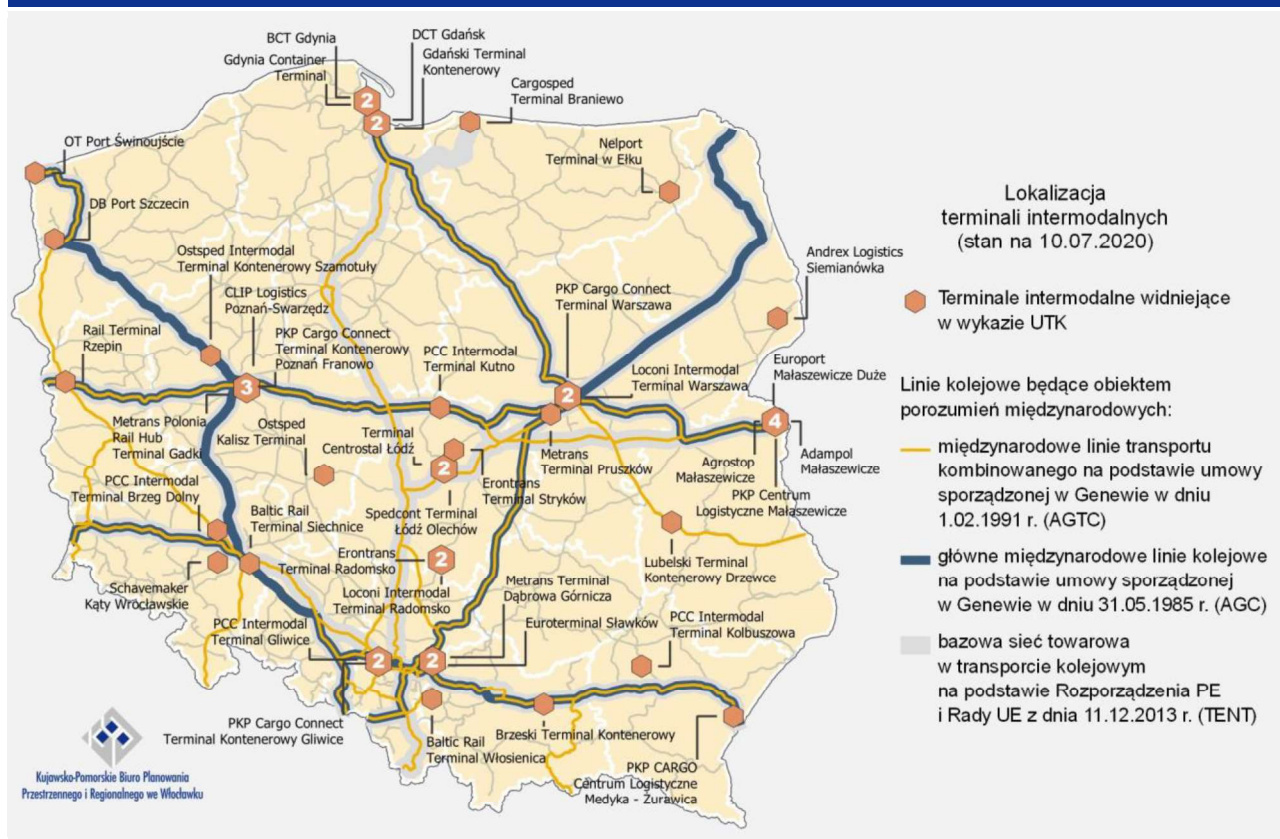 BCT Gdynia
Gdynia Container
Terminal
DCT Gdańsk
Gdański Terminal
Kontenerowy
Cargosped
Terminal Braniewo
2
2
OT Port Świnoujście
Nelport
Terminal w Ełku
DB Port Szczecin
Ostsped Intermodal
Terminal Kontenerowy Szamotuły
CLIP Logistics
Poznań-Swarzędz
PKP Cargo Connect
Terminal Kontenerowy
Poznań Franowo
Rail Terminal
Rzepin
PCC Intermodal
Terminal Kutno
PKP Cargo Connect
Terminal Warszawa
Loconi Intermodal
Terminal Warszawa
Andrex Logistics
Siemianówka
Europort
Małaszewicze Duże
3
2
4
Metrans Polonia
Rail Hub
Terminal Gadki
Ostsped
Kalisz Terminal
Terminal
Centrostal Łódź
2
Metrans
Terminal Pruszków
Agrostop
Małaszewicze
Adampol
Małaszewicze
PKP Centrum
Logistyczne Małaszewicze
PCC Intermodal
Terminal Brzeg Dolny
Baltic Rail
Terminal Siechnice
Erontrans
Terminal Stryków
Spedcont Terminal
Łódź Olechów
Erontrans
Terminal Radomsko
2
Loconi Intermodal
Terminal Radomsko
Lubelski Terminal
Kontenerowy Drzewce
Schavemaker
Kąty Wrocławskie
Metrans Terminal
Dąbrowa Górnicza
Euroterminal Sławków
PCC Intermodal
Terminal Gliwice
PCC Intermodal
Terminal Kolbuszowa
2
2
PKP Cargo Connect
Terminal Kontenerowy Gliwice
Baltic Rail
Terminal Włosienica
Brzeski Terminal Kontenerowy
PKP CARGO
Centrum Logistyczne
Medyka - Żurawica
Kujawsko-Pomorskie Biuro Planowania
Przestrzennego i Regionalnego we Włocławku
Lokalizacja
terminali intermodalnych
(stan na 10.07.2020)
Terminale intermodalne widniejące
w wykazie UTK
Linie kolejowe będące obiektem
porozumień międzynarodowych:
międzynarodowe linie transportu
kombinowanego na podstawie umowy
sporządzonej w Genewie w dniu
1.02.1991 r. (AGTC)
główne międzynarodowe linie kolejowe
na podstawie umowy sporządzonej
w Genewie w dniu 31.05.1985 r. (AGC)
bazowa sieć towarowa
w transporcie kolejowym
na podstawie Rozporządzenia PE
i Rady UE z dnia 11.12.2013 r. (TENT)